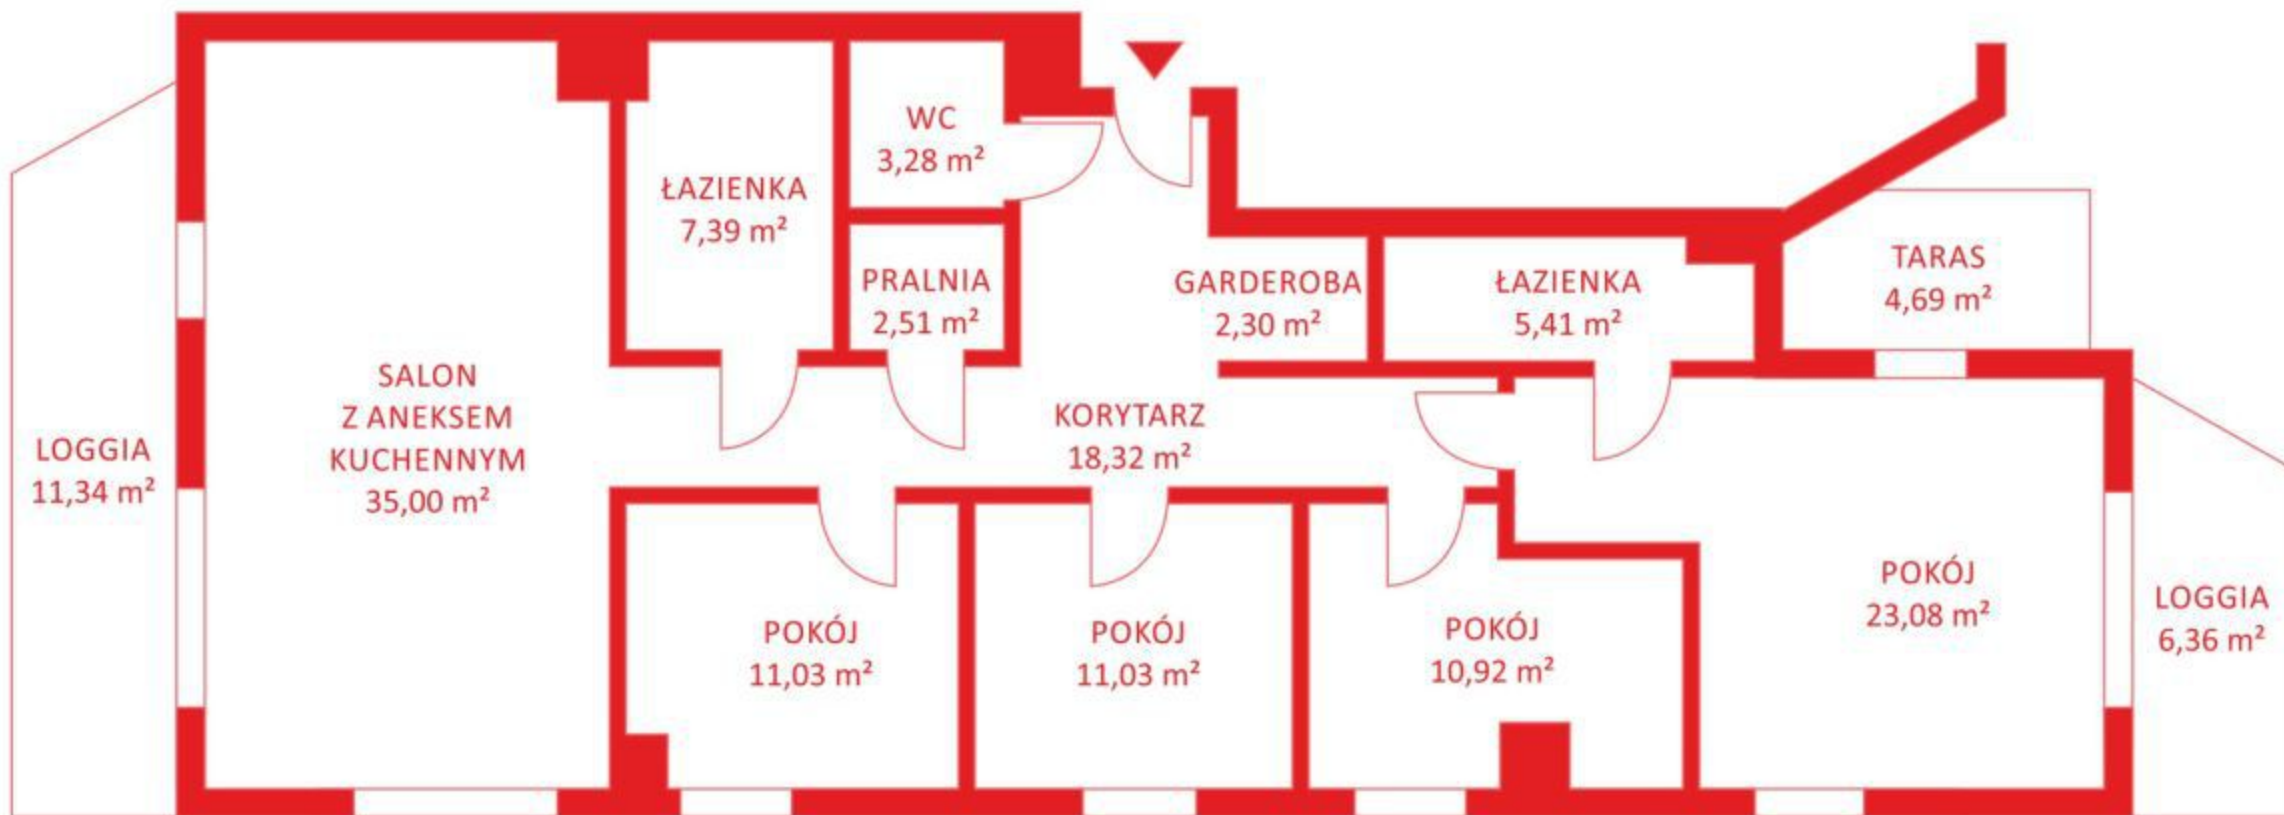 LOGGIA
11,34 m²
SALON
Z ANEKSEM
KUCHENNYM
35,00 m²
ŁAZIENKA
7,39 m²
WC
3,28 m²
PRALNIA
2,51 m²
GARDEROBA
2,30 m²
ŁAZIENKA
5,41 m²
TARAS
4,69 m²
KORYTARZ
18,32 m²
POKÓJ
11,03 m²
POKÓJ
11,03 m²
POKÓJ
10,92 m²
POKÓJ
23,08 m²
LOGGIA
6,36 m²